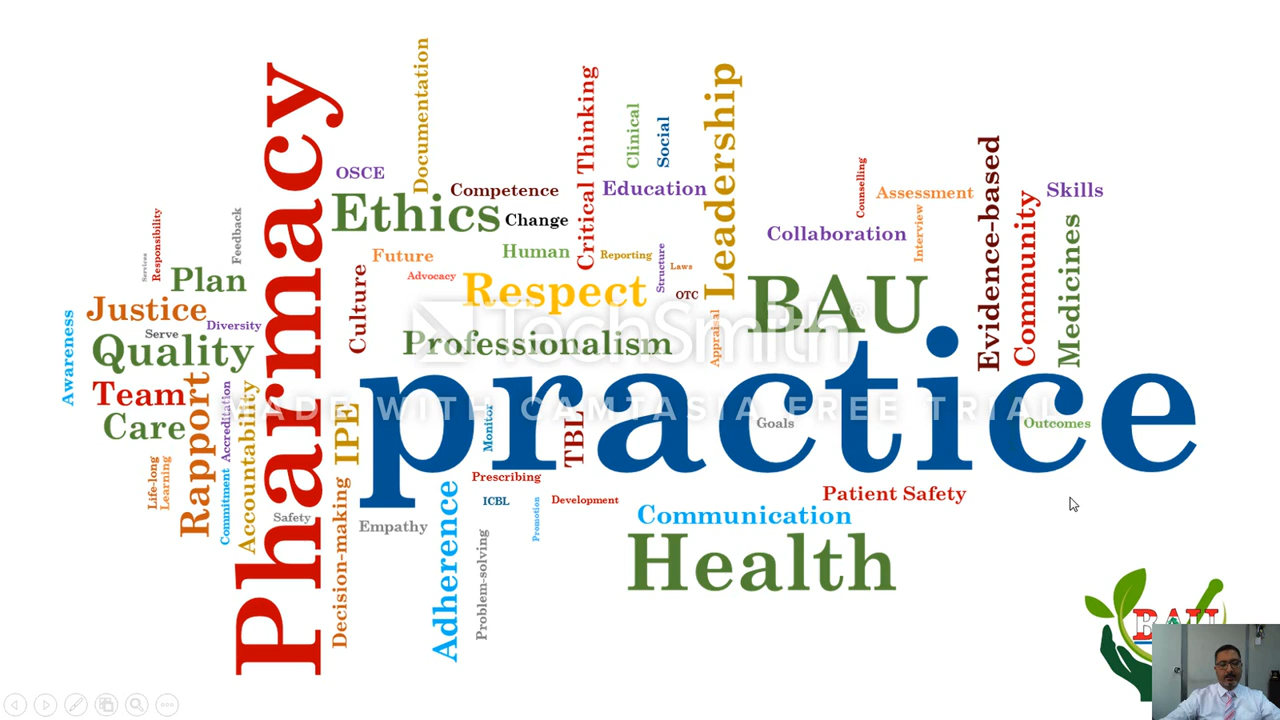 Pharmacy
practice
Documentation
OSCE
Ethics
Competence
Change
Critical Thinking
Clinical
Social
Education
Leadership
Counselling
Assessment
Interview
Evidence-based
Skills
Community
Medicines
Collaboration
Responsibility
Services
Feedback
Plan
Future
Advocacy
Human
Reporting
Structure
Laws
OTC
Culture
Respect
BAU
Justice
Serve
Diversity
Awareness
Quality
Professionalism
Appraisal
TechSmith®
MADE WITH CAMTASIA FREE TRIAL
Team
Care
Rapport
Accreditation
Accountability
IPE
Monitor
TBL
Goals
Outcomes
Life-long
Learning
Commitment
Safety
Decision-making
Empathy
Adherence
Prescribing
ICBL
Promotion
Development
Problem-solving
Patient Safety
Communication
Health
BAU